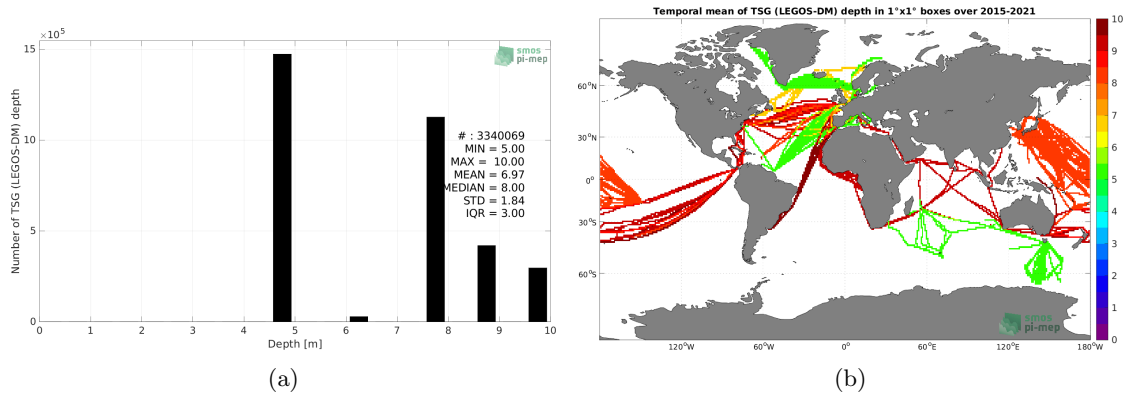 ×10⁵
smos
pi-mep
15
10
5
0
# : 3340069
MIN = 5.00
MAX = 10.00
MEAN = 6.97
MEDIAN = 8.00
STD = 1.84
IQR = 3.00
Number of TSG (LEGOS-DM) depth
0 1 2 3 4 5 6 7 8 9 10
Depth [m]
(a)
Temporal mean of TSG (LEGOS-DM) depth in 1°x1° boxes over 2015-2021
60°N
30°N
0°
30°S
60°S
120°W 60°W 0° 60°E 120°E 180°W
smos
pi-mep
10
9
8
7
6
5
4
3
2
1
0
(b)